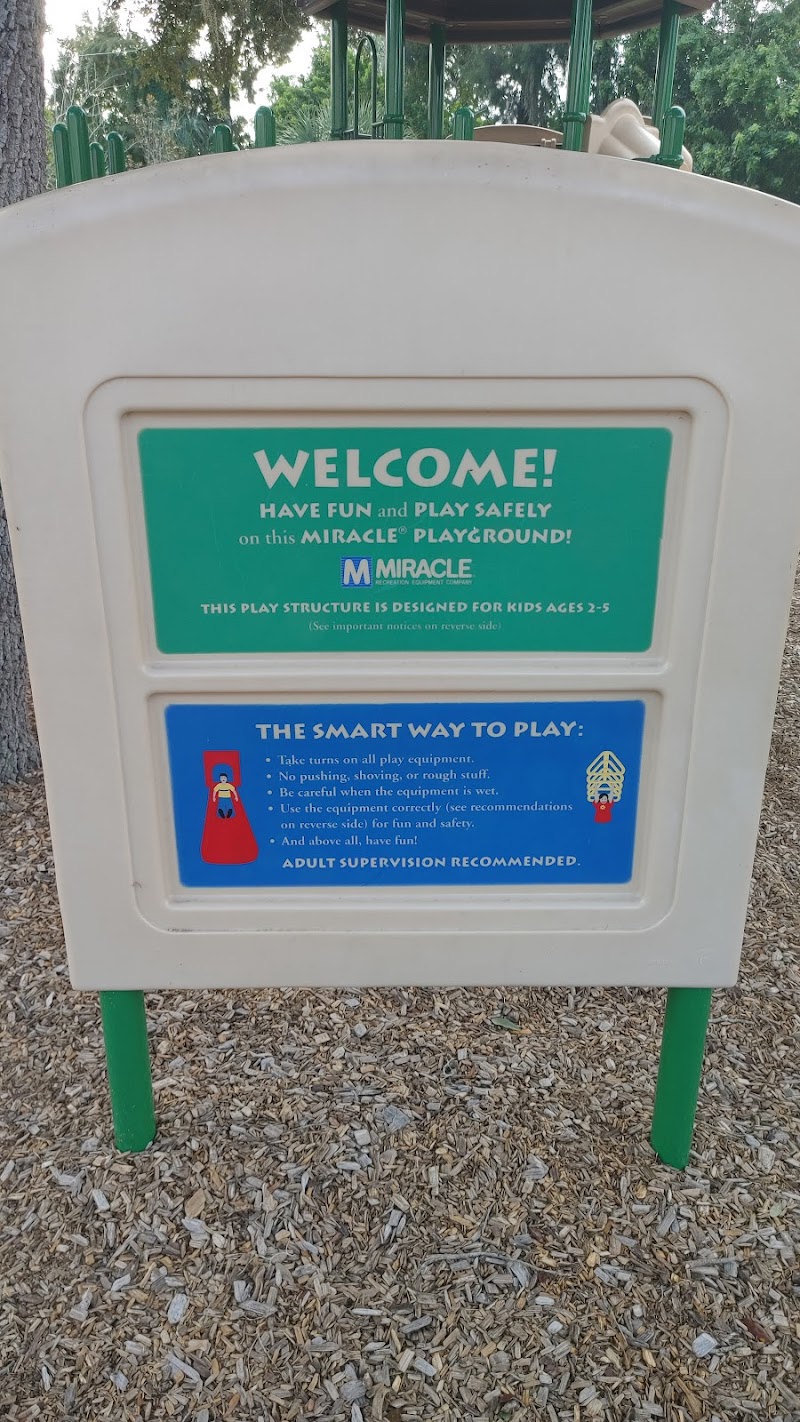 WELCOME!
HAVE FUN and PLAY SAFELY
on this MIRACLE® PLAYGROUND!
M MIRACLE
RECREATION EQUIPMENT COMPANY
THIS PLAY STRUCTURE IS DESIGNED FOR KIDS AGES 2-5
(See important notices on reverse side)
THE SMART WAY TO PLAY:
• Take turns on all play equipment.
• No pushing, shoving, or rough stuff.
• Be careful when the equipment is wet.
• Use the equipment correctly (see recommendations
on reverse side) for fun and safety.
• And above all, have fun!
ADULT SUPERVISION RECOMMENDED.